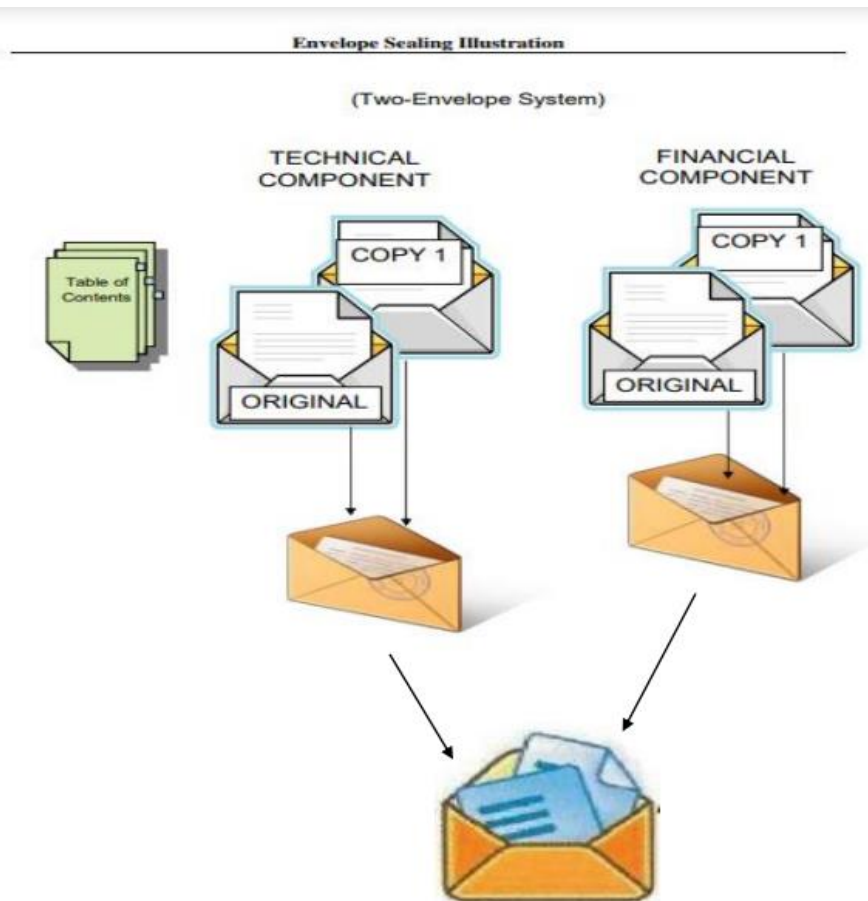 Envelope Sealing Illustration
(Two-Envelope System)
TECHNICAL
COMPONENT
FINANCIAL
COMPONENT
Table of
Contents
COPY 1
ORIGINAL
COPY 1
ORIGINAL